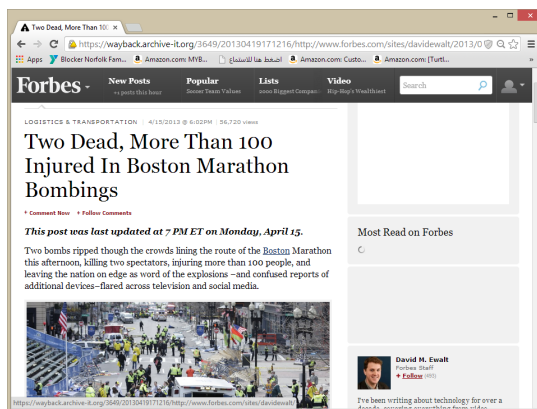 Two Dead, More Than 100
https://wayback.archive-it.org/3649/20130419171216/http://www.forbes.com/sites/davidewalt/2013/0
Apps Blocker Norfolk Fam... Amazon.com: MYB... اضغط هنا للاستماع Amazon.com: Custo... Amazon.com: [Turtl...
Forbes New Posts Popular Lists Video Search
+1 posts this hour Soccer Team Values 2000 Biggest Compan Hip-Hop's Wealthiest
LOGISTICS & TRANSPORTATION | 4/15/2013 @ 6:02PM | 56,720 views
Two Dead, More Than 100
Injured In Boston Marathon
Bombings
+ Comment Now + Follow Comments
This post was last updated at 7 PM ET on Monday, April 15.
Two bombs ripped though the crowds lining the route of the Boston Marathon
this afternoon, killing two spectators, injuring more than 100 people, and
leaving the nation on edge as word of the explosions –and confused reports of
additional devices–flared across television and social media.
https://wayback.archive-it.org/3649/20130419171216/http://www.forbes.com/sites/davidewalt/
Most Read on Forbes
David M. Ewalt
Forbes Staff
+ Follow (493)
I've been writing about technology for over a